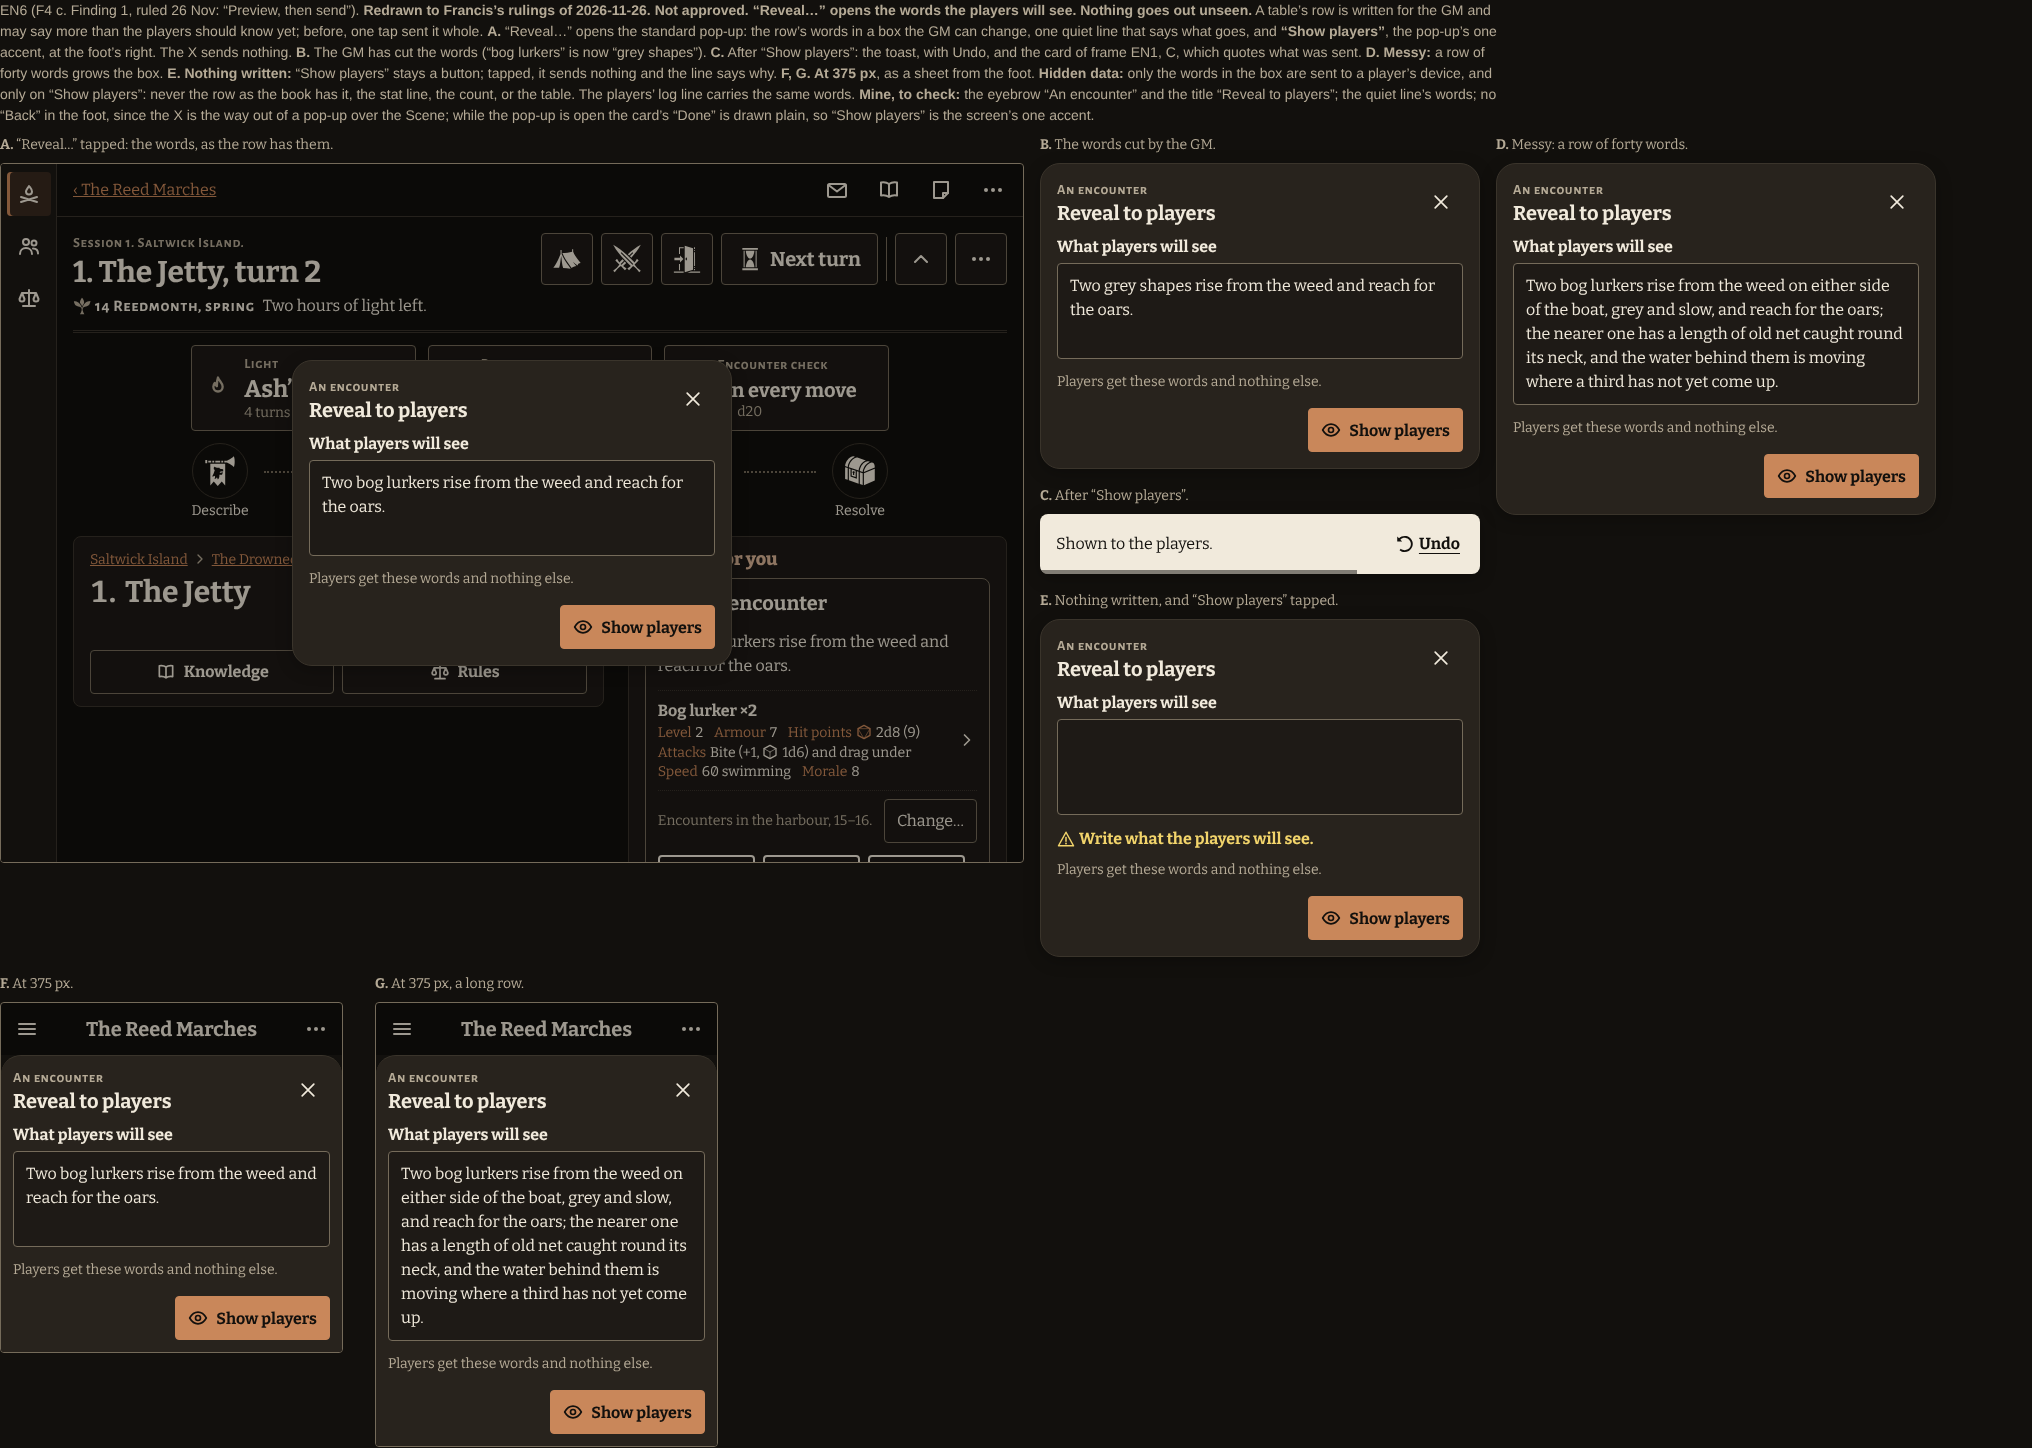 EN6 (F4 c. Finding 1, ruled 26 Nov: “Preview, then send”). Redrawn to Francis’s rulings of 2026-11-26. Not approved. “Reveal…” opens the words the players will see. Nothing goes out unseen. A table’s row is written for the GM and
may say more than the players should know yet; before, one tap sent it whole. A. “Reveal…” opens the standard pop-up: the row’s words in a box the GM can change, one quiet line that says what goes, and “Show players”, the pop-up’s one
accent, at the foot’s right. The X sends nothing. B. The GM has cut the words (“bog lurkers” is now “grey shapes”). C. After “Show players”: the toast, with Undo, and the card of frame EN1, C, which quotes what was sent. D. Messy: a row of
forty words grows the box. E. Nothing written: “Show players” stays a button; tapped, it sends nothing and the line says why. F, G. At 375 px, as a sheet from the foot. Hidden data: only the words in the box are sent to a player’s device, and
only on “Show players”: never the row as the book has it, the stat line, the count, or the table. The players’ log line carries the same words. Mine, to check: the eyebrow “An encounter” and the title “Reveal to players”; the quiet line’s words; no
“Back” in the foot, since the X is the way out of a pop-up over the Scene; while the pop-up is open the card’s “Done” is drawn plain, so “Show players” is the screen’s one accent.
A. “Reveal…” tapped: the words, as the row has them.
‹ The Reed Marches
Session 1. Saltwick Island.
1. The Jetty, turn 2
14 Reedmonth, spring Two hours of light left.
Next turn
Light
Ash’
4 turns
Encounter check
n every move
d20
Describe
Resolve
Saltwick Island > The Drowned
1. The Jetty
Knowledge
Rules
An encounter
Reveal to players
What players will see
Two bog lurkers rise from the weed and reach for
the oars.
Players get these words and nothing else.
Show players
or you
encounter
urkers rise from the weed and
reach for the oars.
Bog lurker ×2
Level 2 Armour 7 Hit points 2d8 (9)
Attacks Bite (+1, 1d6) and drag under
Speed 60 swimming Morale 8
Encounters in the harbour, 15–16.
Change…
B. The words cut by the GM.
An encounter
Reveal to players
What players will see
Two grey shapes rise from the weed and reach for
the oars.
Players get these words and nothing else.
Show players
C. After “Show players”.
Shown to the players.
Undo
E. Nothing written, and “Show players” tapped.
An encounter
Reveal to players
What players will see
Write what the players will see.
Players get these words and nothing else.
Show players
D. Messy: a row of forty words.
An encounter
Reveal to players
What players will see
Two bog lurkers rise from the weed on either side
of the boat, grey and slow, and reach for the oars;
the nearer one has a length of old net caught round
its neck, and the water behind them is moving
where a third has not yet come up.
Players get these words and nothing else.
Show players
F. At 375 px.
The Reed Marches
An encounter
Reveal to players
What players will see
Two bog lurkers rise from the weed and
reach for the oars.
Players get these words and nothing else.
Show players
G. At 375 px, a long row.
The Reed Marches
An encounter
Reveal to players
What players will see
Two bog lurkers rise from the weed on
either side of the boat, grey and slow,
and reach for the oars; the nearer one
has a length of old net caught round its
neck, and the water behind them is
moving where a third has not yet come
up.
Players get these words and nothing else.
Show players